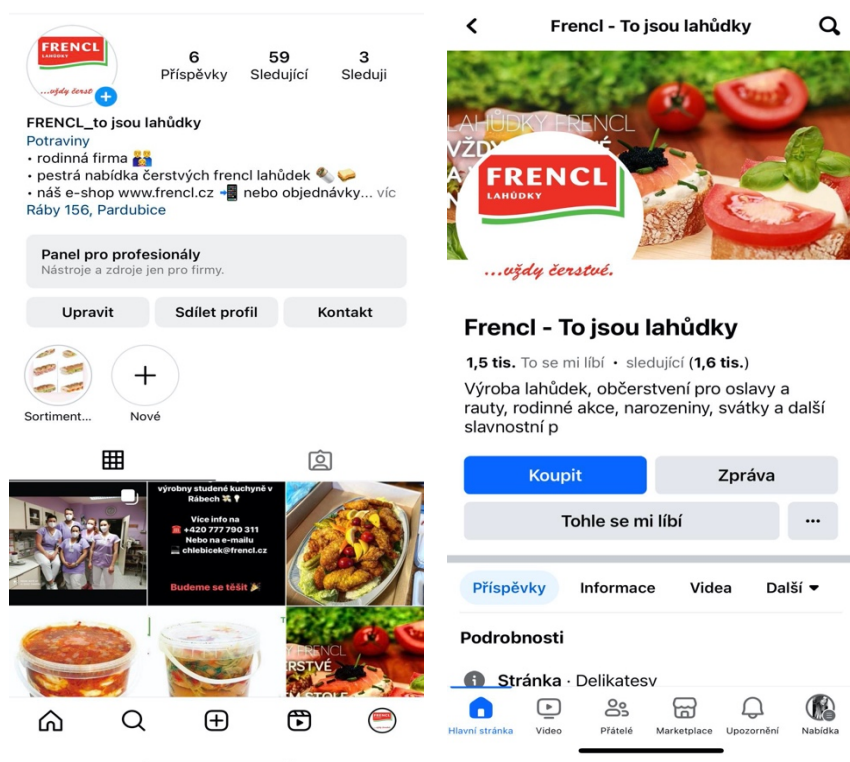 FRENCL
LAHŮDKY
...vždy čerst
6
59
3
Příspěvky
Sledující
Sleduji
FRENCL_to jsou lahůdky
Potraviny
• rodinná firma 👨‍👩‍👦‍👦
• pestrá nabídka čerstvých frencl lahůdek 🌯🥪
• náš e-shop www.frencl.cz 📲 nebo objednávky... víc
Ráby 156, Pardubice
Panel pro profesionály
Nástroje a zdroje jen pro firmy.
Upravit
Sdílet profil
Kontakt
Sortiment...
Nové
výrobny studené kuchyně v
Rábech
Více info na
☎ +420 777 790 311
Nebo na e-mailu
💻 chlebicek@frencl.cz
Budeme se těšit 🎉
FRENCL
ERSTVÉ
EM STOLE
Frencl - To jsou lahůdky
LAHŮDKY FRENCL
FRENCL
LAHŮDKY
...vždy čerstvé.
Frencl - To jsou lahůdky
1,5 tis. To se mi líbí • sledující (1,6 tis.)
Výroba lahůdek, občerstvení pro oslavy a
rauty, rodinné akce, narozeniny, svátky a další
slavnostní p
Koupit
Zpráva
Tohle se mi líbí
...
Příspěvky
Informace
Videa
Další ▼
Podrobnosti
Stránka · Delikatesy
Hlavní stránka
Video
Přátelé
Marketplace
Upozornění
Nabídka